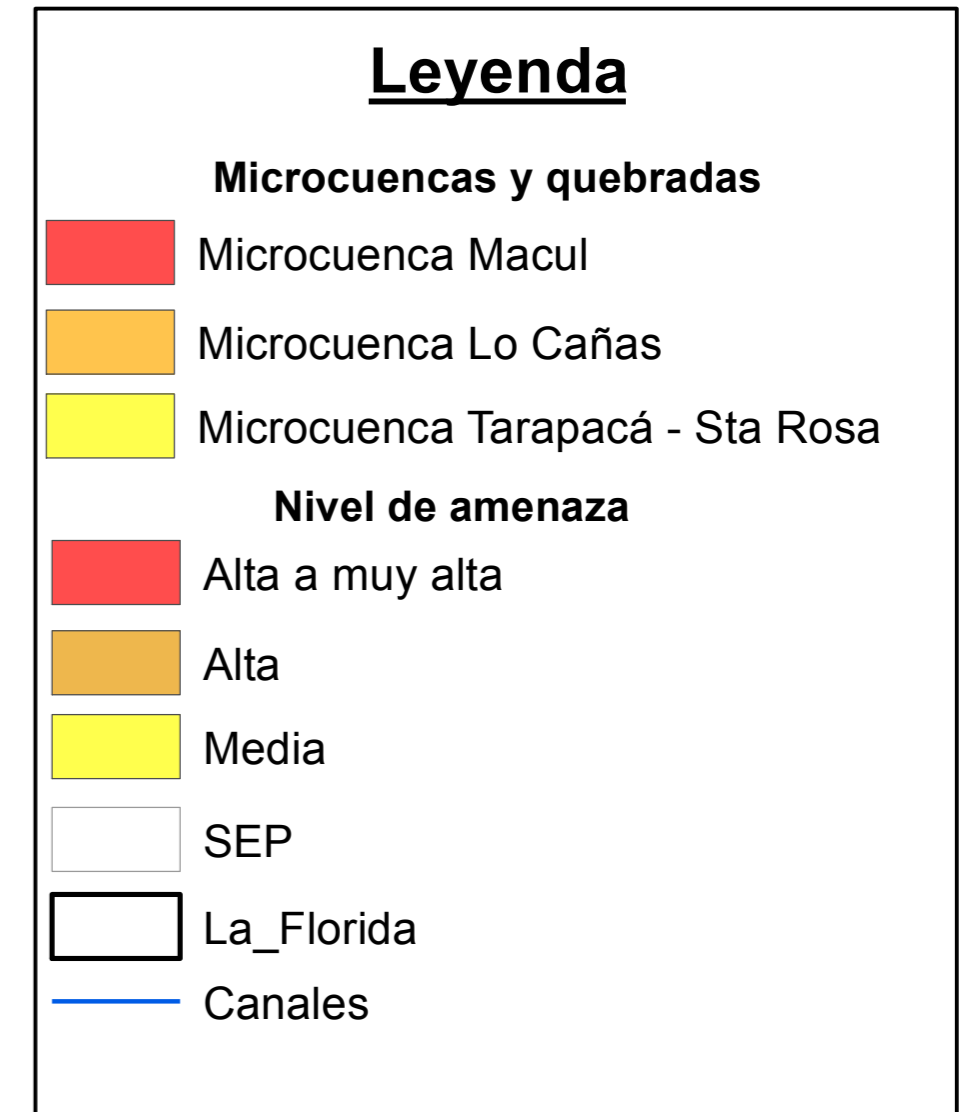 Leyenda
Microcuencas y quebradas
Microcuenca Macul
Microcuenca Lo Cañas
Microcuenca Tarapacá - Sta Rosa
Nivel de amenaza
Alta a muy alta
Alta
Media
SEP
La_Florida
Canales